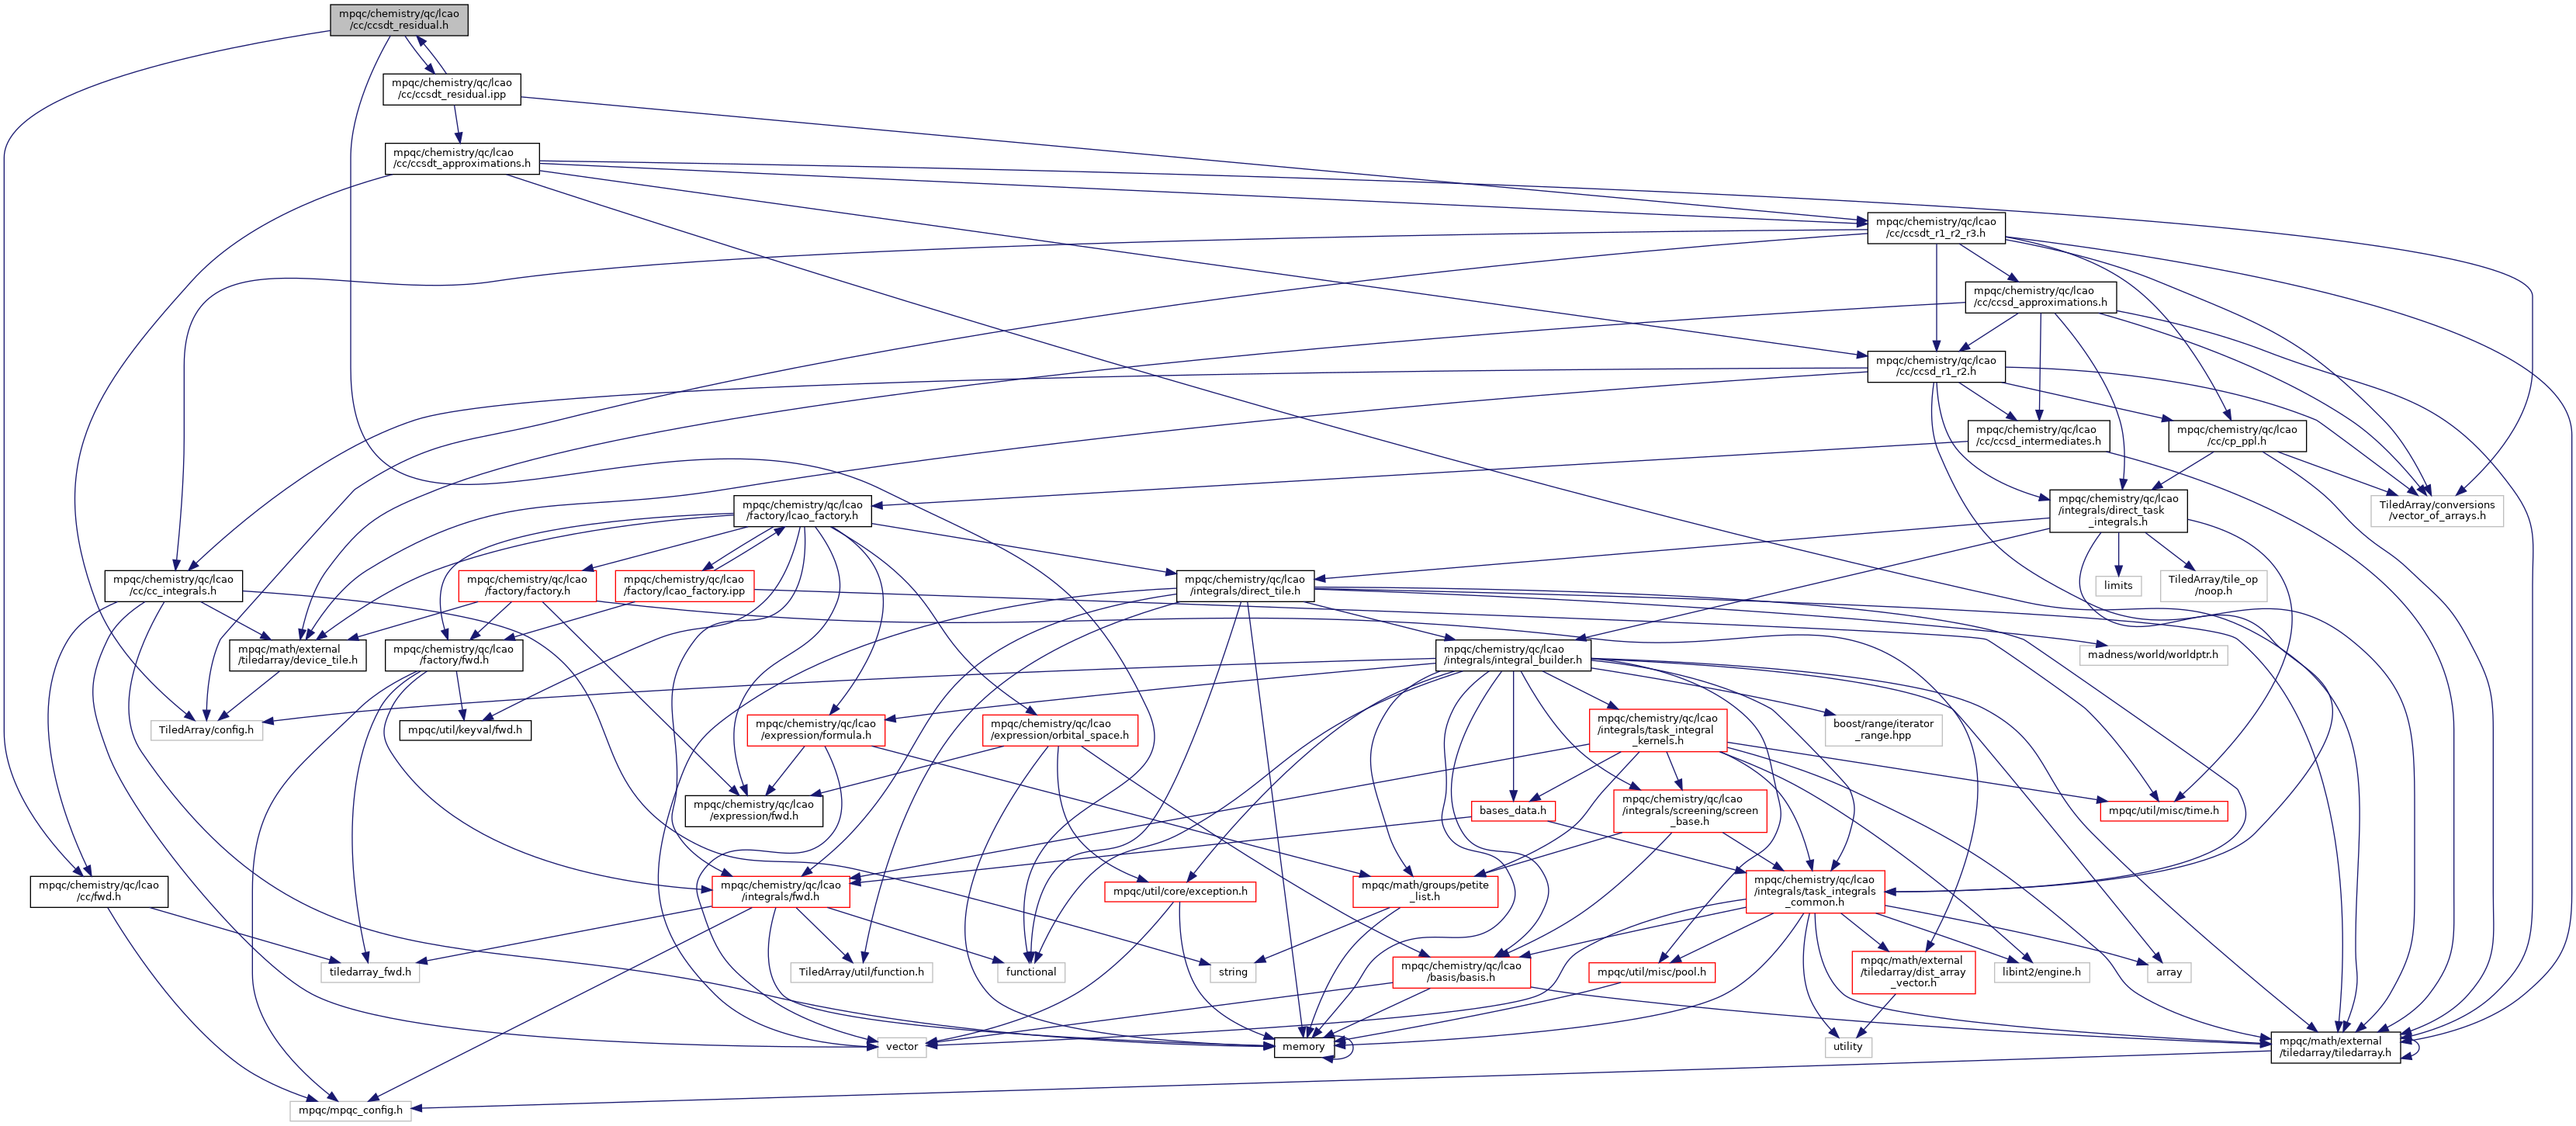 mpqc/chemistry/qc/lcao
/cc/ccsdt_residual.h
mpqc/chemistry/qc/lcao
/cc/ccsdt_residual.ipp
mpqc/chemistry/qc/lcao
/cc/ccsdt_approximations.h
mpqc/chemistry/qc/lcao
/cc/ccsdt_r1_r2_r3.h
mpqc/chemistry/qc/lcao
/cc/ccsd_approximations.h
mpqc/chemistry/qc/lcao
/cc/ccsd_r1_r2.h
mpqc/chemistry/qc/lcao
/cc/ccsd_intermediates.h
mpqc/chemistry/qc/lcao
/cc/cp_ppl.h
mpqc/chemistry/qc/lcao
/factory/lcao_factory.h
mpqc/chemistry/qc/lcao
/integrals/direct_task
_integrals.h
TiledArray/conversions
/vector_of_arrays.h
mpqc/chemistry/qc/lcao
/cc/cc_integrals.h
mpqc/chemistry/qc/lcao
/factory/factory.h
mpqc/chemistry/qc/lcao
/factory/lcao_factory.ipp
mpqc/chemistry/qc/lcao
/integrals/direct_tile.h
limits
TiledArray/tile_op
/noop.h
mpqc/math/external
/tiledarray/device_tile.h
mpqc/chemistry/qc/lcao
/factory/fwd.h
mpqc/chemistry/qc/lcao
/integrals/integral_builder.h
madness/world/worldptr.h
TiledArray/config.h
mpqc/util/keyval/fwd.h
mpqc/chemistry/qc/lcao
/expression/formula.h
mpqc/chemistry/qc/lcao
/expression/orbital_space.h
mpqc/chemistry/qc/lcao
/integrals/task_integral
_kernels.h
boost/range/iterator
_range.hpp
mpqc/chemistry/qc/lcao
/expression/fwd.h
bases_data.h
mpqc/chemistry/qc/lcao
/integrals/screening/screen
_base.h
mpqc/util/misc/time.h
mpqc/chemistry/qc/lcao
/cc/fwd.h
mpqc/chemistry/qc/lcao
/integrals/fwd.h
mpqc/util/core/exception.h
mpqc/math/groups/petite
_list.h
mpqc/chemistry/qc/lcao
/integrals/task_integrals
_common.h
tiledarray_fwd.h
TiledArray/util/function.h
functional
string
mpqc/chemistry/qc/lcao
/basis/basis.h
mpqc/util/misc/pool.h
mpqc/math/external
/tiledarray/dist_array
_vector.h
libint2/engine.h
array
vector
memory
utility
mpqc/math/external
/tiledarray/tiledarray.h
mpqc/mpqc_config.h